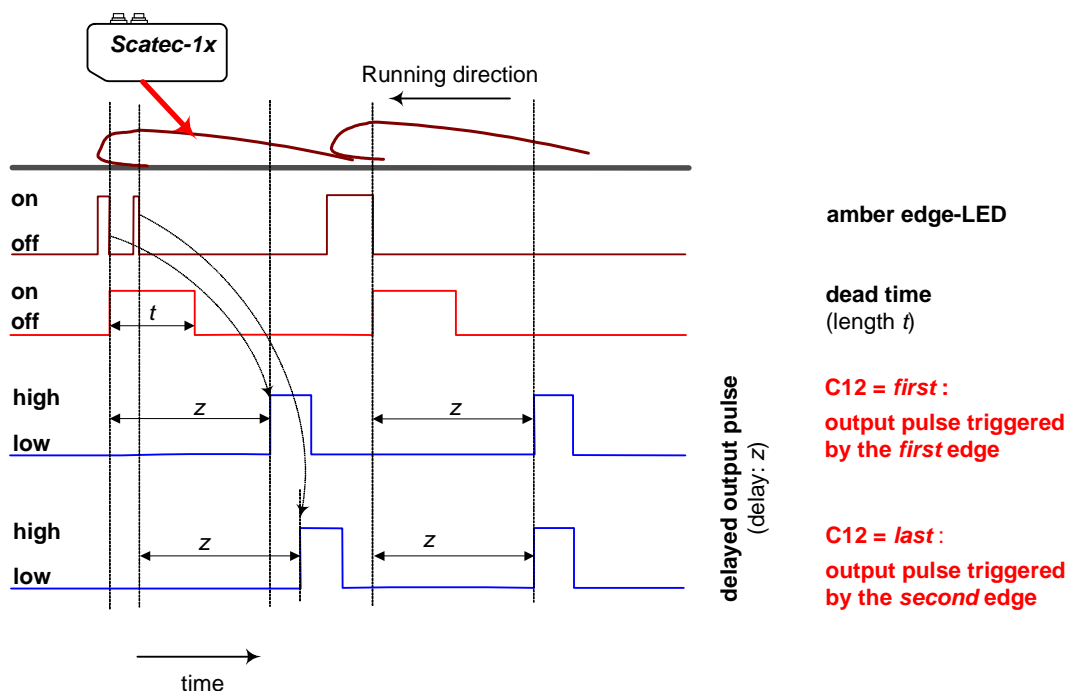 Scatec-1x
Running direction
on
off
amber edge-LED
on
off
t
dead time
(length t)
high
low
z
z
C12 = first :
output pulse triggered
by the first edge
delayed output pulse
(delay: z)
high
low
z
z
C12 = last :
output pulse triggered
by the second edge
time